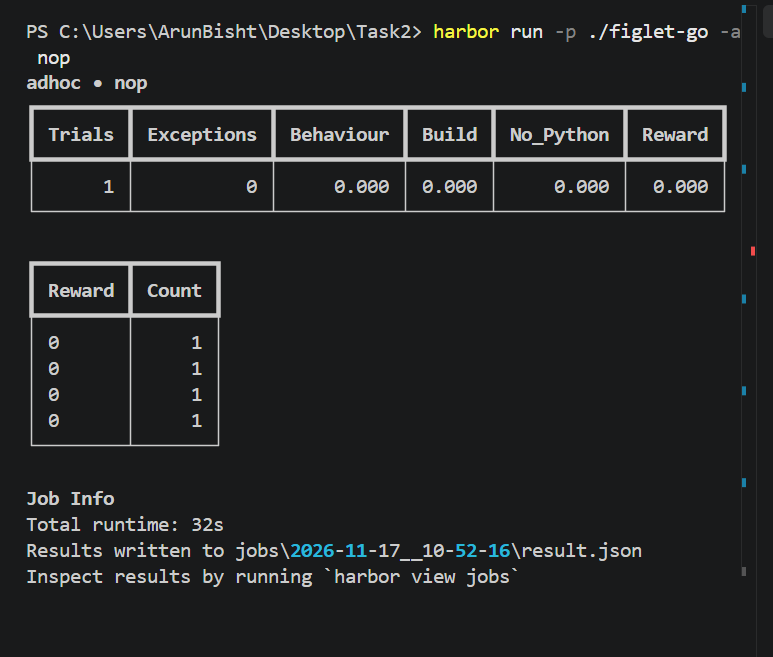 PS C:\Users\ArunBisht\Desktop\Task2> harbor run -p ./figlet-go -a
nop
adhoc • nop
Trials Exceptions Behaviour Build No_Python Reward
1 0 0.000 0.000 0.000 0.000
Reward Count
0 1
0 1
0 1
0 1
Job Info
Total runtime: 32s
Results written to jobs\2026-11-17__10-52-16\result.json
Inspect results by running `harbor view jobs`